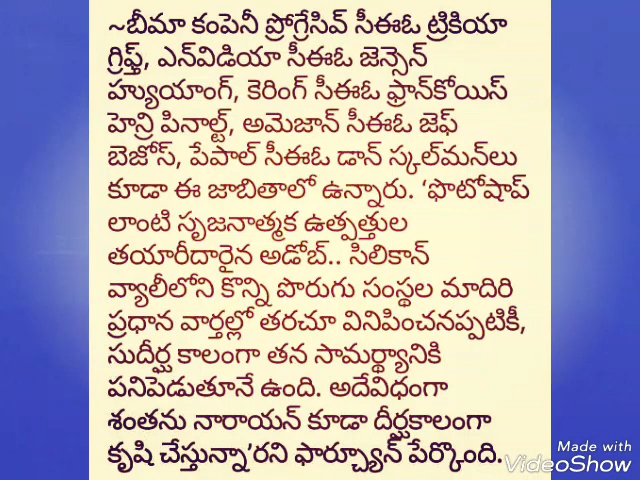 ~బీమా కంపెనీ ప్రోగ్రేసివ్ సీఈఓ ట్రికియా
గ్రిఫ్త్, ఎన్‌విడియా సీఈఓ జెన్సెన్
హ్యుయాంగ్, కెరింగ్ సీఈఓ ఫ్రాన్‌కోయిస్
హెన్రి పినాల్ట్, అమెజాన్ సీఈఓ జెఫ్
బెజోస్, పేపాల్ సీఈఓ డాన్ స్కల్‌మన్‌లు
కూడా ఈ జాబితాలో ఉన్నారు. ‘ఫొటోషాప్
లాంటి సృజనాత్మక ఉత్పత్తుల
తయారీదారైన అడోబ్.. సిలికాన్
వ్యాలీలోని కొన్ని పొరుగు సంస్థల మాదిరి
ప్రధాన వార్తల్లో తరచూ వినిపించనప్పటికీ,
సుదీర్ఘ కాలంగా తన సామర్థ్యానికి
పనిపెడుతూనే ఉంది. అదేవిధంగా
శంతను నారాయన్ కూడా దీర్ఘకాలంగా
కృషి చేస్తున్నా’రని ఫార్చ్యూన్ పేర్కొంది.
Made with
VideoShow